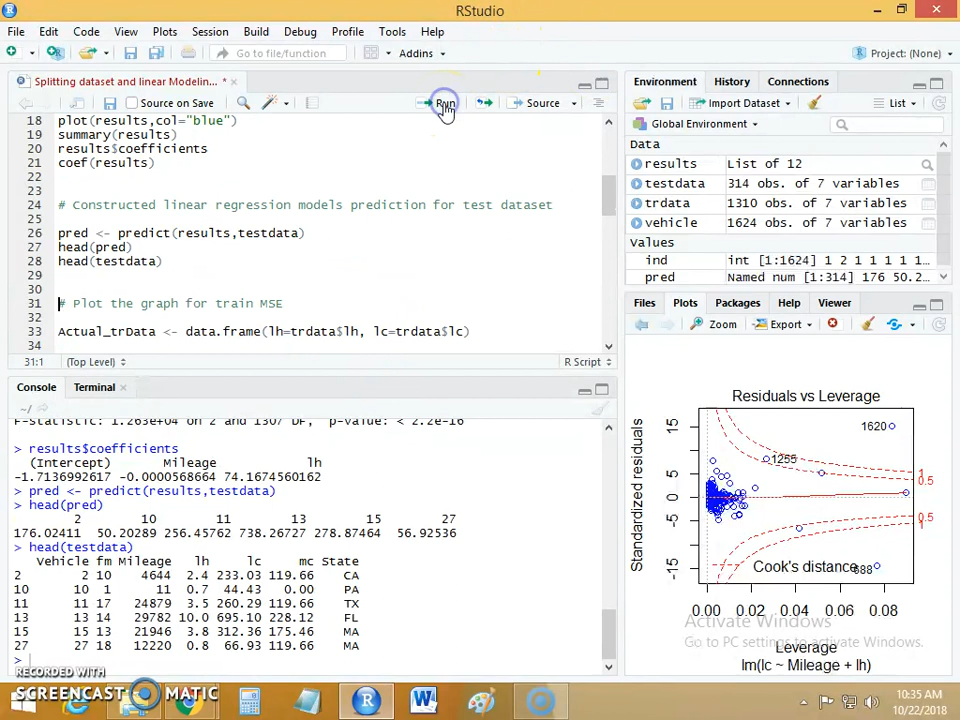 RStudio
File Edit Code View Plots Session Build Debug Profile Tools Help
Go to file/function Addins Project: (None)
Splitting dataset and linear Modelin... *
Source on Save Run Source
18 plot(results,col="blue")
19 summary(results)
20 results$coefficients
21 coef(results)
22
23
24 # Constructed linear regression models prediction for test dataset
25
26 pred <- predict(results,testdata)
27 head(pred)
28 head(testdata)
29
30
31 # Plot the graph for train MSE
32
33 Actual_trData <- data.frame(lh=trdata$lh, lc=trdata$lc)
34
31:1 (Top Level) R Script
Console Terminal
~/
F-statistic: 1.263e+04 on 2 and 1307 DF, p-value: < 2.2e-16
> results$coefficients
(Intercept) Mileage lh
-1.7136992617 -0.0000568664 74.1674560162
> pred <- predict(results,testdata)
> head(pred)
2 10 11 13 15 27
176.02411 50.20289 256.45762 738.26727 278.87464 56.92536
> head(testdata)
Vehicle fm Mileage lh lc mc State
2 2 10 4644 2.4 233.03 119.66 CA
10 10 1 11 0.7 44.43 0.00 PA
11 11 17 24879 3.5 260.29 119.66 TX
13 13 14 29782 10.0 695.10 228.12 FL
15 15 13 21946 3.8 312.36 175.46 MA
27 27 18 12220 0.8 66.93 119.66 MA
>
Environment History Connections
Import Dataset List
Global Environment
Data
results List of 12
testdata 314 obs. of 7 variables
trdata 1310 obs. of 7 variables
vehicle 1624 obs. of 7 variables
Values
ind int [1:1624] 1 2 1 1 1 1...
pred Named num [1:314] 176 50.2...
Files Plots Packages Help Viewer
Zoom Export
Residuals vs Leverage
Standardized residuals
15
5
0
-5
-15
1620
1255
688
1
0.5
0.5
1
Cook's distance
0.00 0.02 0.04 0.06 0.08
Leverage
lm(lc ~ Mileage + lh)
Activate Windows
Go to PC settings to activate Windows.
RECORDED WITH
SCREENCAST MATIC
10:35 AM
10/22/2018